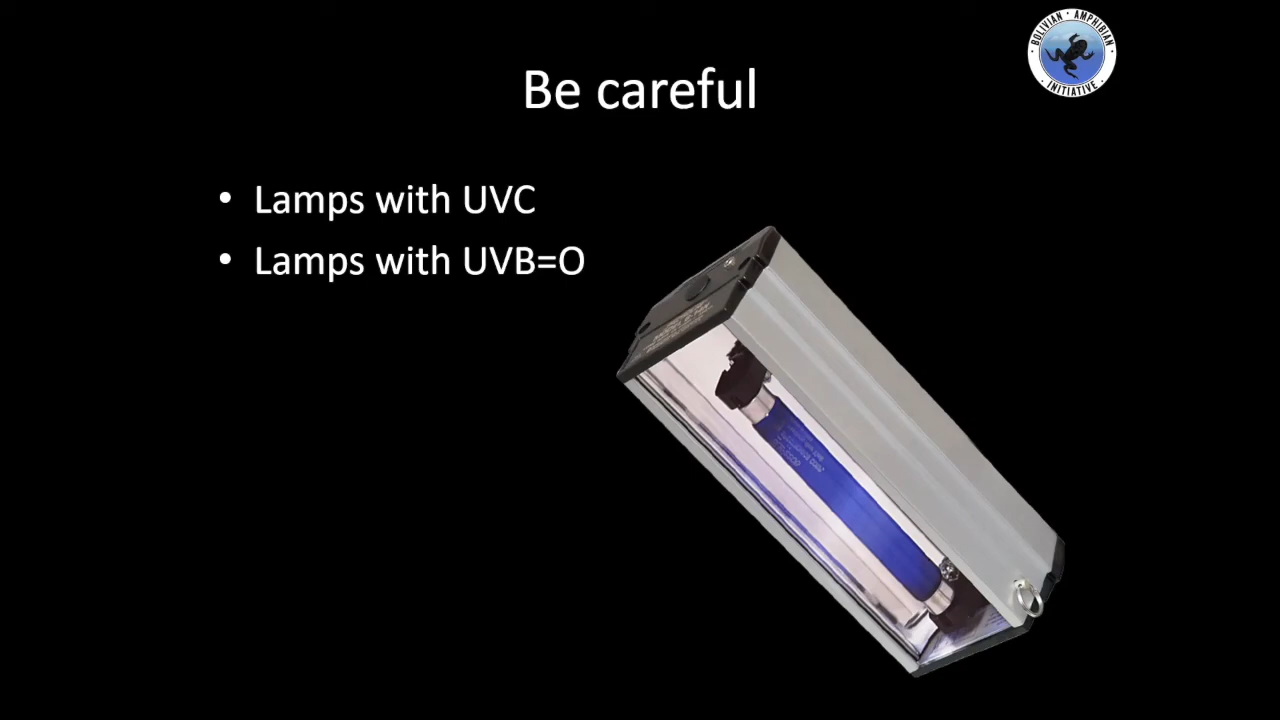 BOLIVIAN · AMPHIBIAN
· INITIATIVE ·
Be careful
• Lamps with UVC
• Lamps with UVB=O